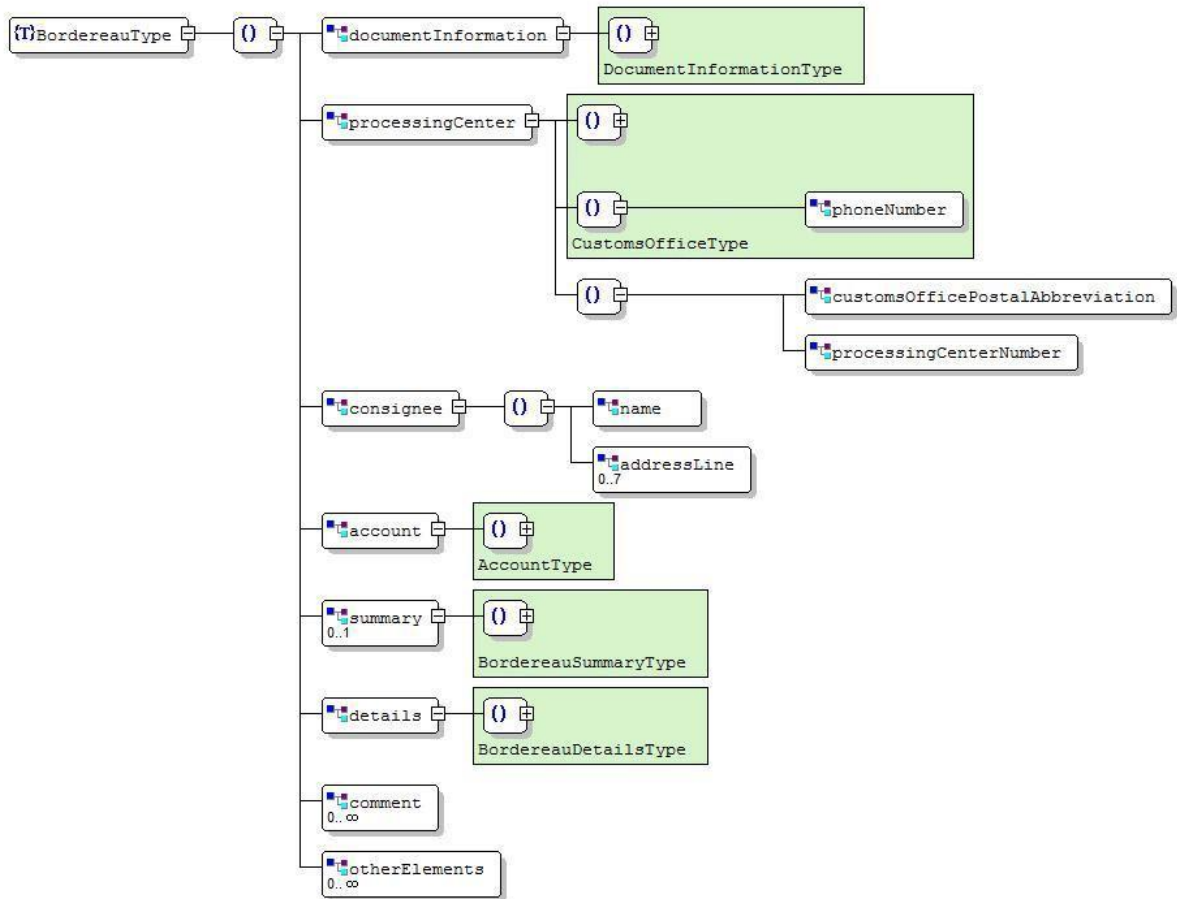 {T} BordereauType
()
documentInformation
()
DocumentInformationType
processingCenter
()
()
phoneNumber
CustomsOfficeType
()
customsOfficePostalAbbreviation
processingCenterNumber
consignee
()
name
addressLine
0..7
account
()
AccountType
summary
0..1
()
BordereauSummaryType
details
()
BordereauDetailsType
comment
0..∞
otherElements
0..∞